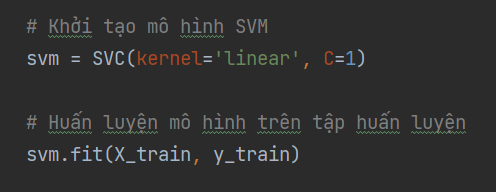 # Khởi tạo mô hình SVM
svm = SVC(kernel='linear', C=1)
# Huấn luyện mô hình trên tập huấn luyện
svm.fit(X_train, y_train)